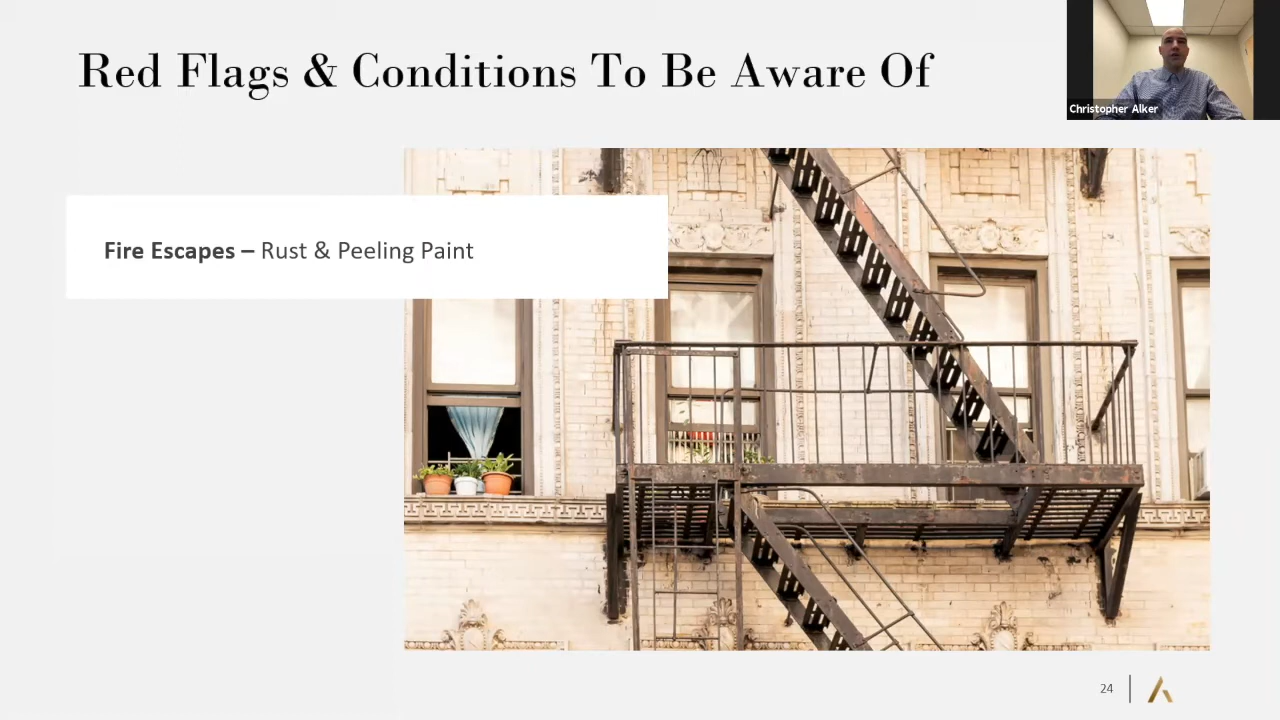 Red Flags & Conditions To Be Aware Of
Christopher Alker
Fire Escapes – Rust & Peeling Paint
24